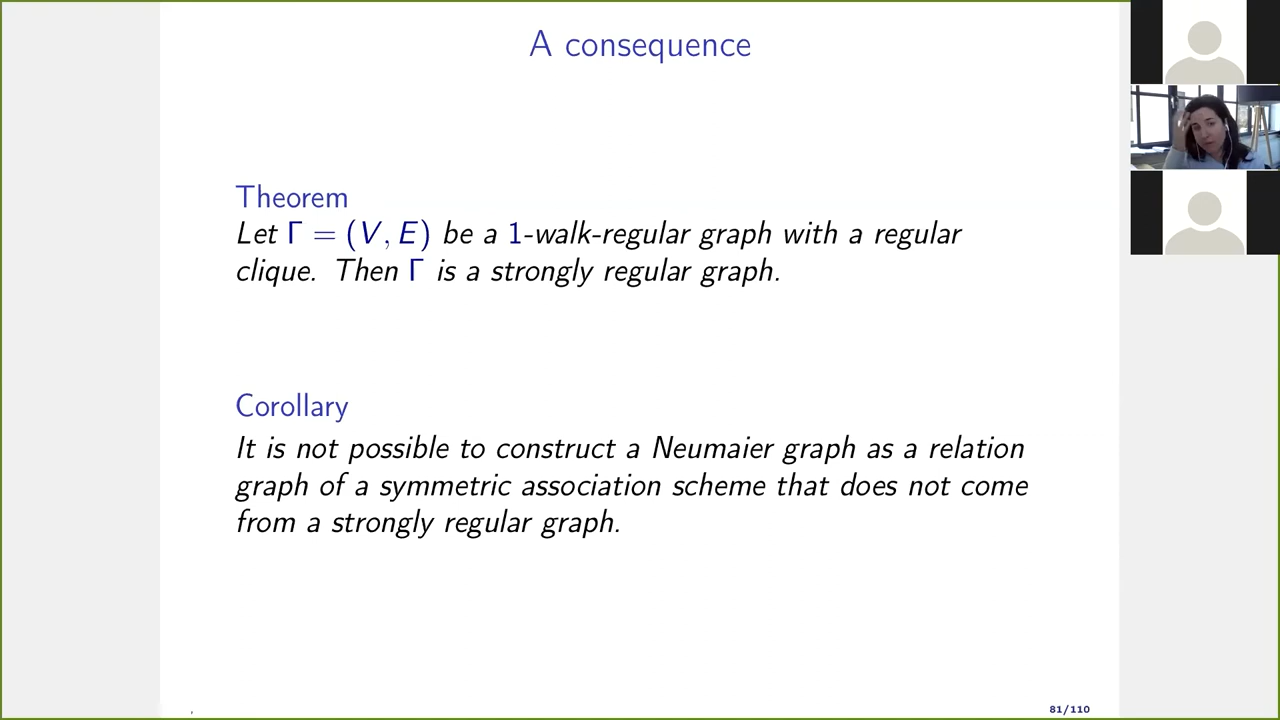 A consequence
Theorem
Let Γ = (V, E) be a 1-walk-regular graph with a regular
clique. Then Γ is a strongly regular graph.
Corollary
It is not possible to construct a Neumaier graph as a relation
graph of a symmetric association scheme that does not come
from a strongly regular graph.
,
81/110